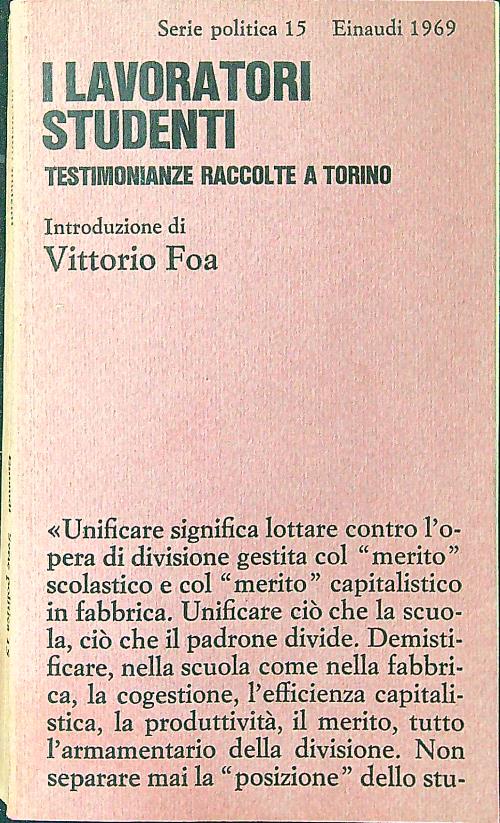 Serie politica 15 Einaudi 1969
I LAVORATORI
STUDENTI
TESTIMONIANZE RACCOLTE A TORINO
Introduzione di
Vittorio Foa
«Unificare significa lottare contro l'o-
pera di divisione gestita col “merito”
scolastico e col “merito” capitalistico
in fabbrica. Unificare ciò che la scuo-
la, ciò che il padrone divide. Demisti-
ficare, nella scuola come nella fabbri-
ca, la cogestione, l'efficienza capitali-
stica, la produttività, il merito, tutto
l'armamentario della divisione. Non
separare mai la “posizione” dello stu-